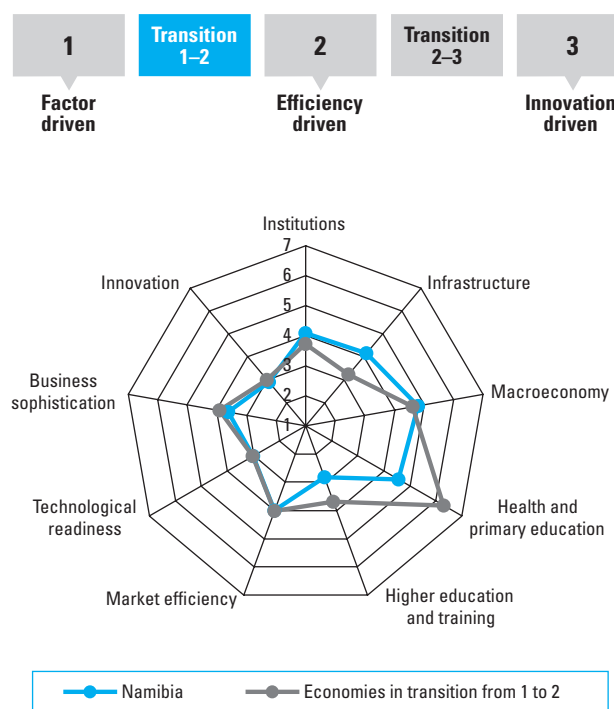 1
Transition
1–2
2
Transition
2–3
3
Factor
driven
Efficiency
driven
Innovation
driven
Institutions
7
6
5
4
3
2
1
Innovation
Infrastructure
Business
sophistication
Macroeconomy
Technological
readiness
Health and
primary education
Market efficiency
Higher education
and training
Namibia
Economies in transition from 1 to 2